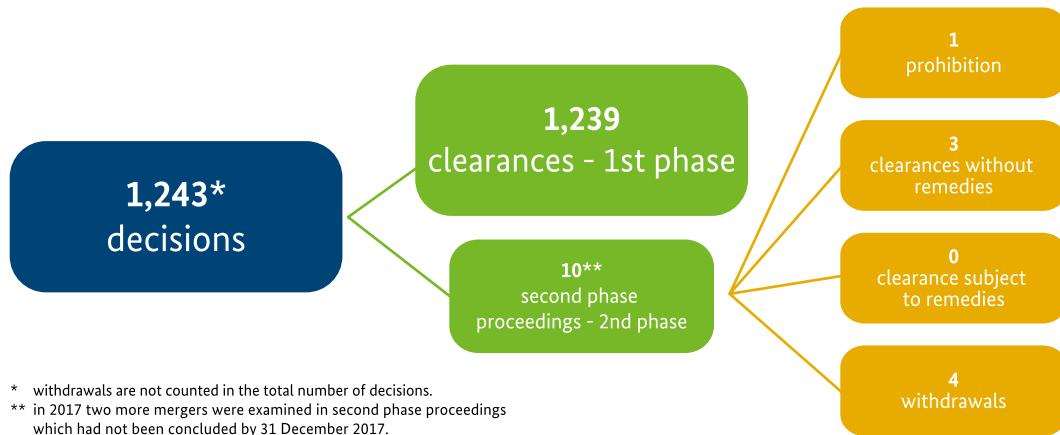 1,243*
decisions
1,239
clearances - 1st phase
10**
second phase
proceedings - 2nd phase
1
prohibition
3
clearances without
remedies
0
clearance subject
to remedies
4
withdrawals
* withdrawals are not counted in the total number of decisions.
** in 2017 two more mergers were examined in second phase proceedings
which had not been concluded by 31 December 2017.